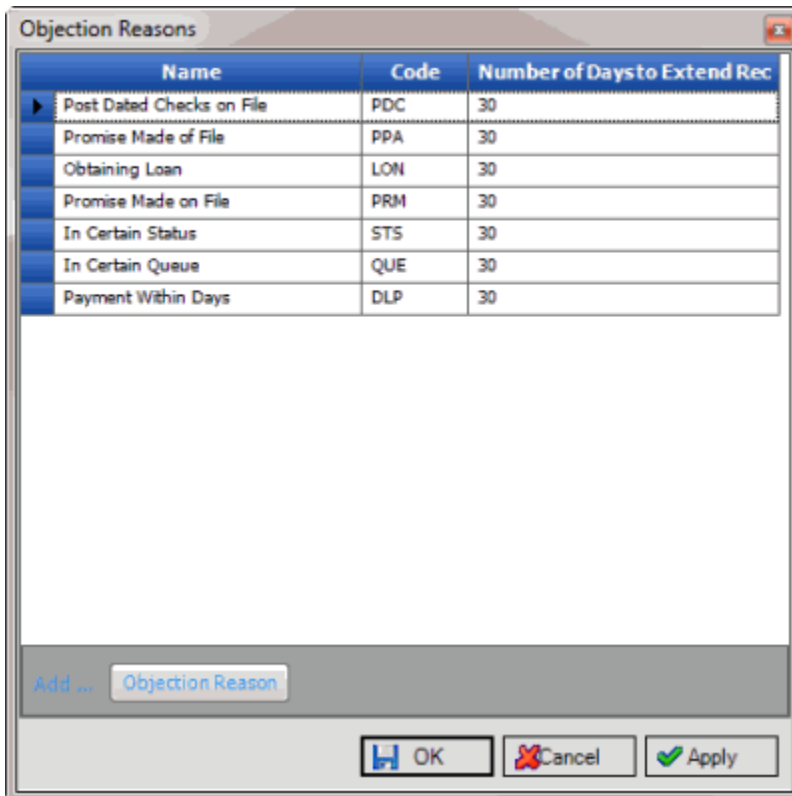 Objection Reasons
Name Code Number of Days to Extend Rec
Post Dated Checks on File PDC 30
Promise Made of File PPA 30
Obtaining Loan LON 30
Promise Made on File PRM 30
In Certain Status STS 30
In Certain Queue QUE 30
Payment Within Days DLP 30
Add ... Objection Reason
OK Cancel Apply